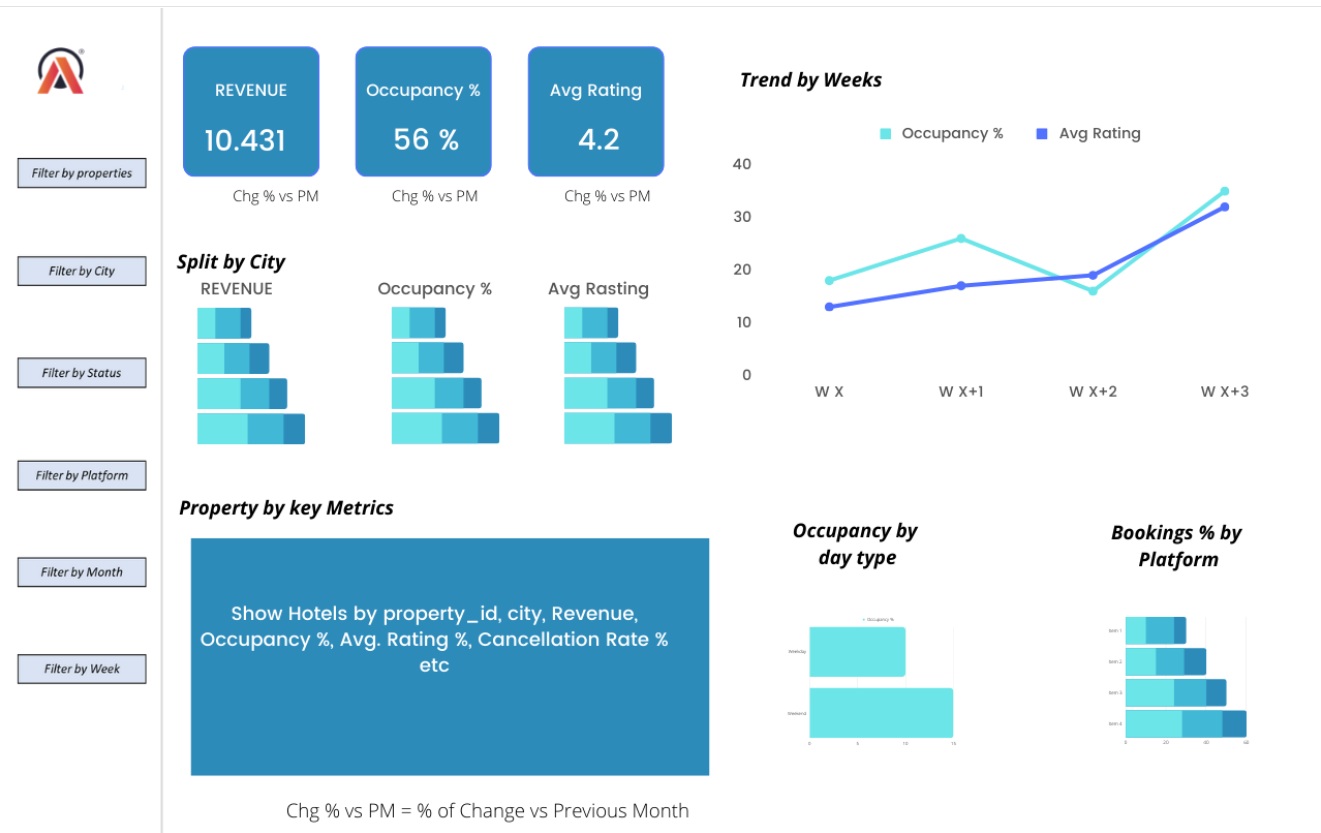 Filter by properties
Filter by City
Filter by Status
Filter by Platform
Filter by Month
Filter by Week
REVENUE
10.431
Chg % vs PM
Occupancy %
56 %
Chg % vs PM
Avg Rating
4.2
Chg % vs PM
Trend by Weeks
Occupancy %
Avg Rating
40
30
20
10
0
W X
W X+1
W X+2
W X+3
Split by City
REVENUE
Occupancy %
Avg Rasting
Property by key Metrics
Show Hotels by property_id, city, Revenue,
Occupancy %, Avg. Rating %, Cancellation Rate %
etc
Chg % vs PM = % of Change vs Previous Month
Occupancy by
day type
Occupancy %
Weekday
Weekend
0 5 10 15
Bookings % by
Platform
Item 1
Item 2
Item 3
Item 4
0 20 40 60